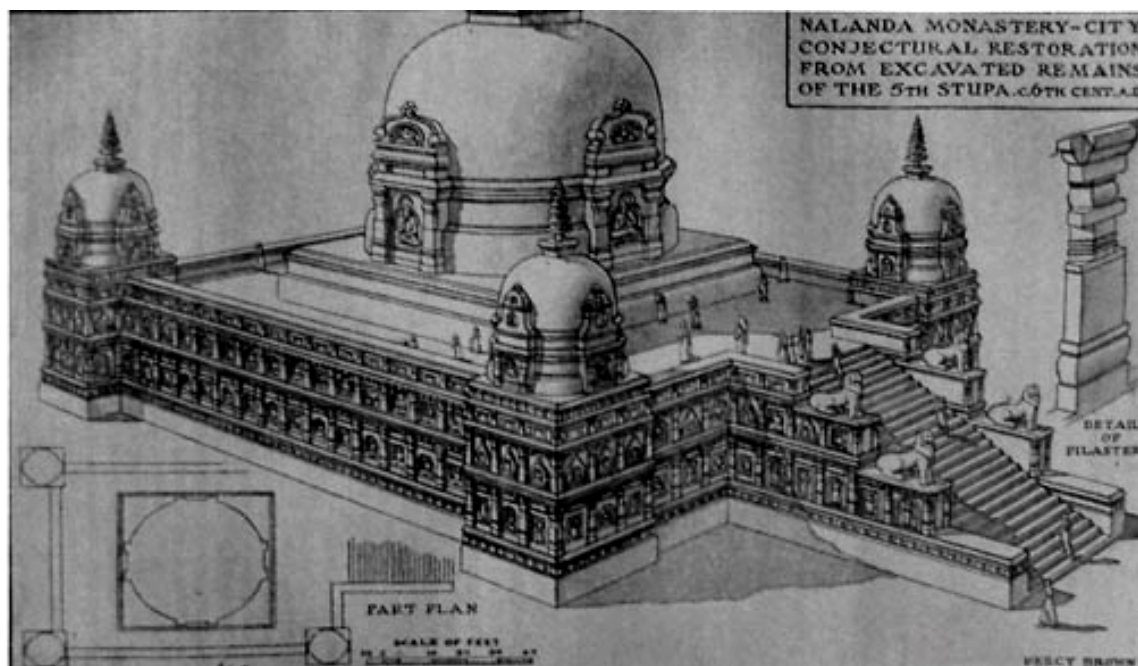 NALANDA MONASTERY-CITY
CONJECTURAL RESTORATION
FROM EXCAVATED REMAINS
OF THE 5TH STUPA.C.6TH CENT.A.D
DETAIL
OF
PILASTER
PART PLAN
SCALE OF FEET
PERCY BROWN